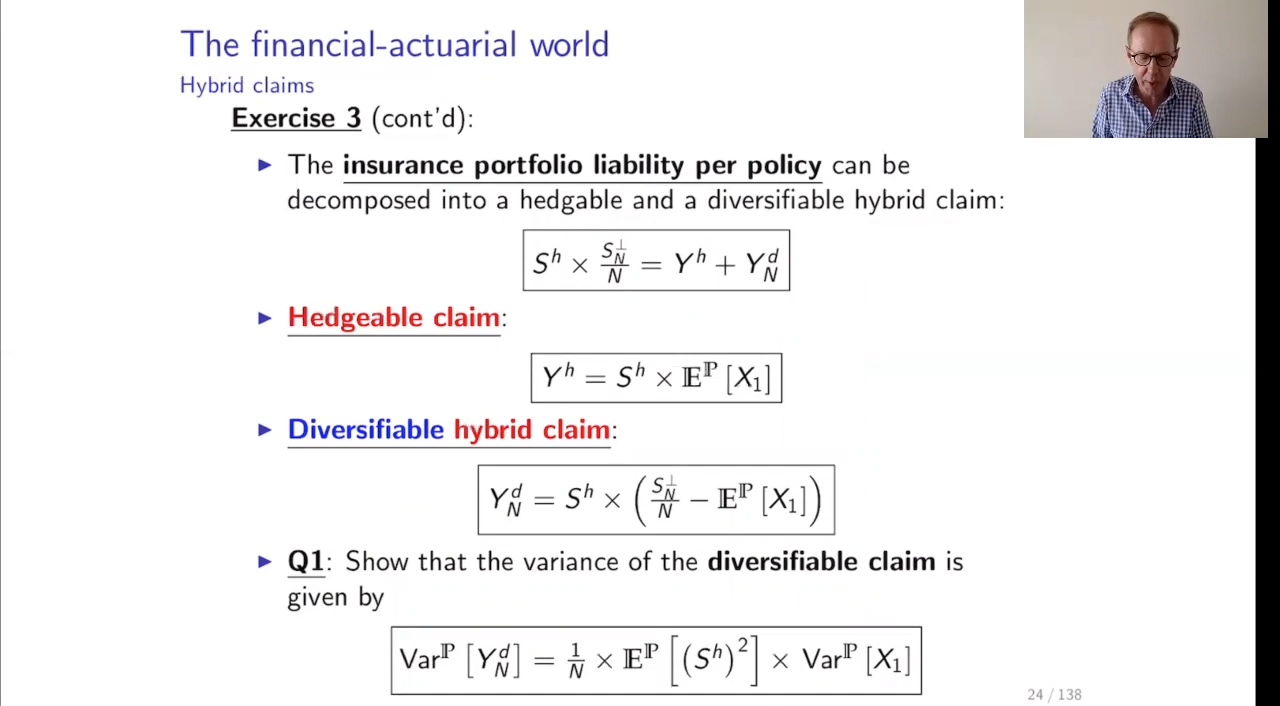 The financial-actuarial world
Hybrid claims
Exercise 3 (cont'd):
► The insurance portfolio liability per policy can be
decomposed into a hedgable and a diversifiable hybrid claim:
S^h × S_N^⊥/N = Y^h + Y_N^d
► Hedgeable claim:
Y^h = S^h × 𝔼^ℙ [X_1]
► Diversifiable hybrid claim:
Y_N^d = S^h × (S_N^⊥/N − 𝔼^ℙ [X_1])
► Q1: Show that the variance of the diversifiable claim is
given by
Var^ℙ [Y_N^d] = 1/N × 𝔼^ℙ [(S^h)^2] × Var^ℙ [X_1]
24 / 138